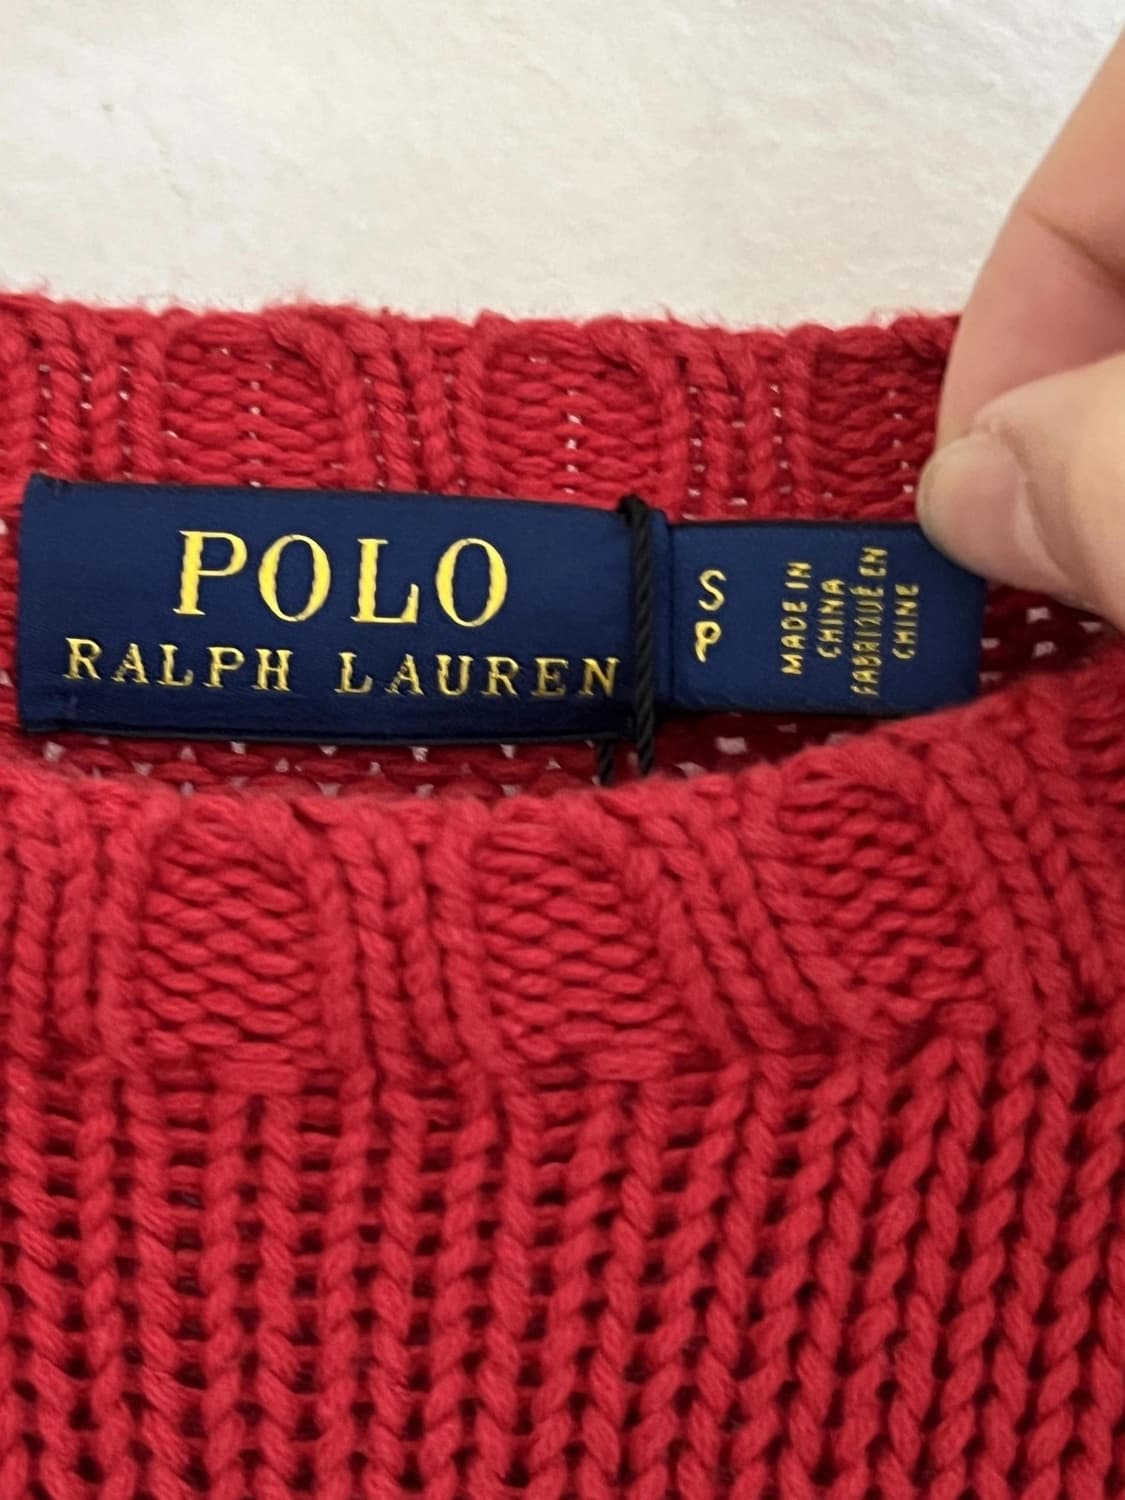 POLO
RALPH LAUREN
S
P
MADE IN
CHINA
FABRIQUÉ EN
CHINE